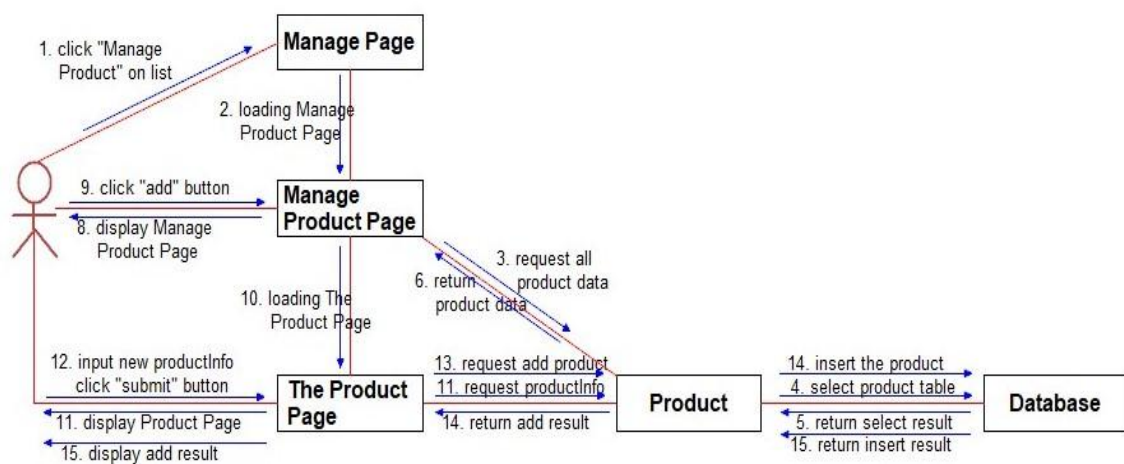 Manage Page
1. click "Manage
Product" on list
2. loading Manage
Product Page
9. click "add" button
8. display Manage
Product Page
Manage
Product Page
3. request all
product data
6. return
product data
10. loading The
Product Page
12. input new productInfo
click "submit" button
11. display Product Page
15. display add result
The Product
Page
13. request add product
11. request productInfo
14. return add result
Product
14. insert the product
4. select product table
5. return select result
15. return insert result
Database